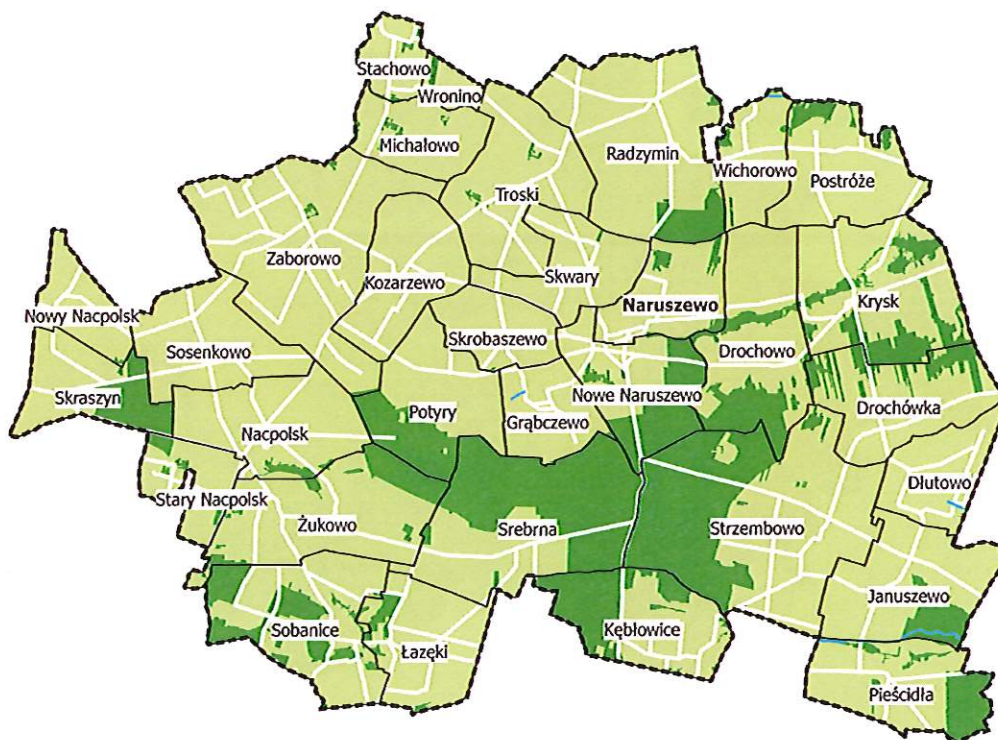 Stachowo
Wronino
Michałowo
Radzymin
Wichorowo
Postróże
Troski
Zaborowo
Kozarzewo
Skwary
Naruszewo
Krysk
Nowy Nacpolsk
Sosenkowo
Skrobaszewo
Drochowo
Skraszyn
Potyry
Grąbczewo
Nowe Naruszewo
Drochówka
Nacpolsk
Dłutowo
Stary Nacpolsk
Żukowo
Srebrna
Strzembowo
Januszewo
Sobanice
Łazęki
Kębłowice
Pieścidła